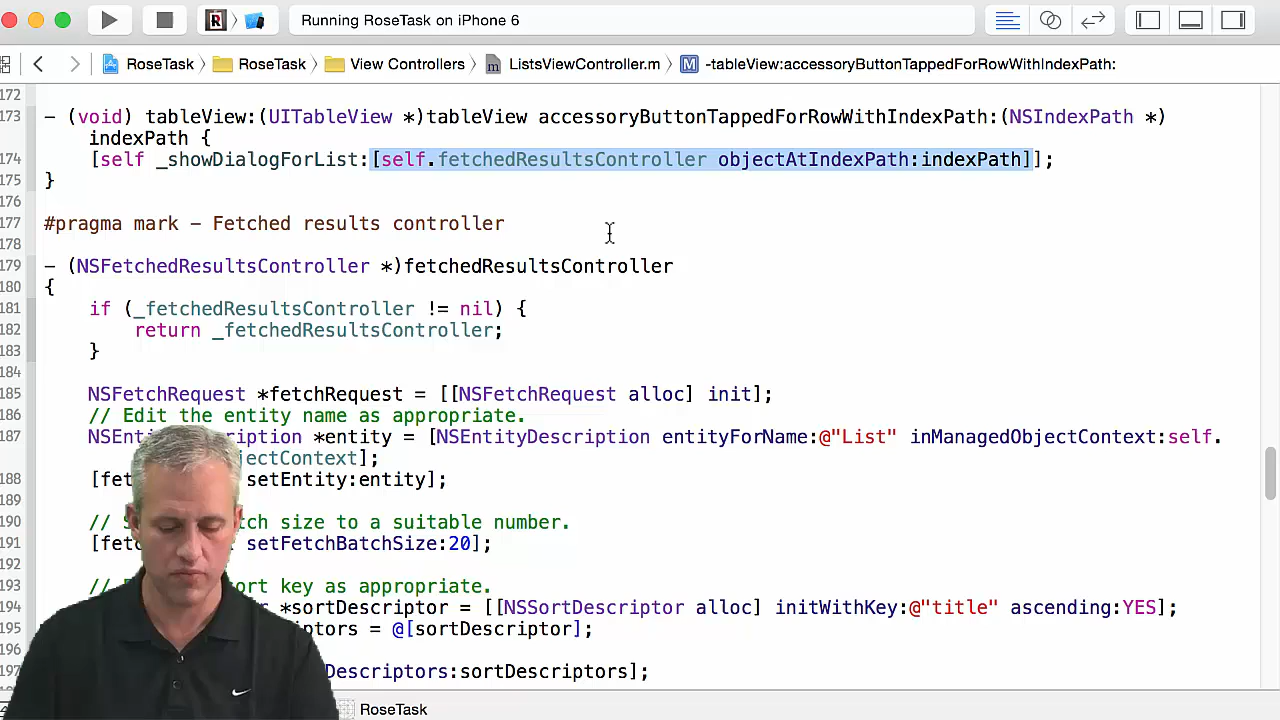 Running RoseTask on iPhone 6
RoseTask RoseTask View Controllers ListsViewController.m M -tableView:accessoryButtonTappedForRowWithIndexPath:
172
173 - (void) tableView:(UITableView *)tableView accessoryButtonTappedForRowWithIndexPath:(NSIndexPath *)
indexPath {
174 [self _showDialogForList:[self.fetchedResultsController objectAtIndexPath:indexPath]];
175 }
176
177 #pragma mark - Fetched results controller
178
179 - (NSFetchedResultsController *)fetchedResultsController
180 {
181 if (_fetchedResultsController != nil) {
182 return _fetchedResultsController;
183 }
184
185 NSFetchRequest *fetchRequest = [[NSFetchRequest alloc] init];
186 // Edit the entity name as appropriate.
187 NSEnt scription *entity = [NSEntityDescription entityForName:@"List" inManagedObjectContext:self.
jectContext];
188 [fet setEntity:entity];
189
190 // S tch size to a suitable number.
191 [fet setFetchBatchSize:20];
192
193 // ort key as appropriate.
194 *sortDescriptor = [[NSSortDescriptor alloc] initWithKey:@"title" ascending:YES];
195 iptors = @[sortDescriptor];
196
197 Descriptors:sortDescriptors];
RoseTask